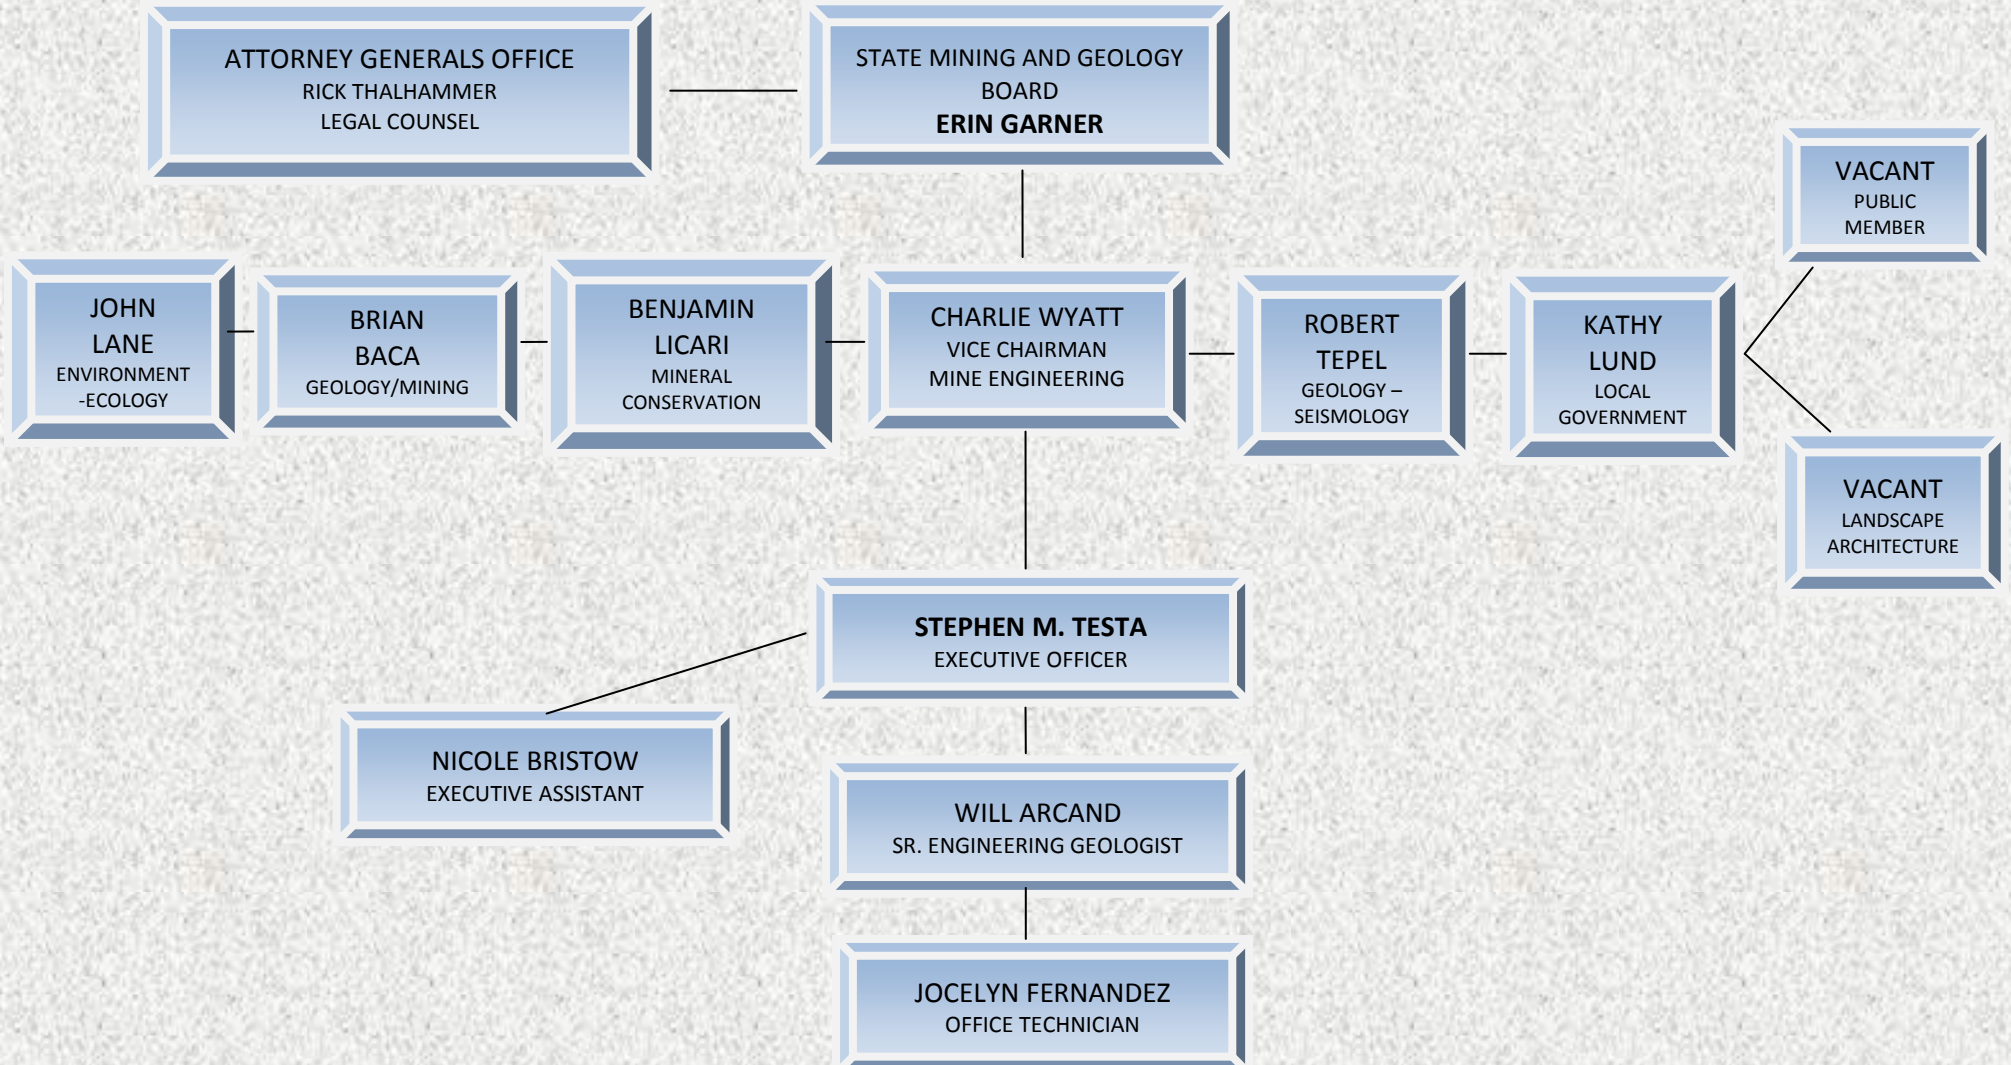 ATTORNEY GENERALS OFFICE
RICK THALHAMMER
LEGAL COUNSEL
STATE MINING AND GEOLOGY
BOARD
ERIN GARNER
VACANT
PUBLIC
MEMBER
JOHN
LANE
ENVIRONMENT
-ECOLOGY
BRIAN
BACA
GEOLOGY/MINING
BENJAMIN
LICARI
MINERAL
CONSERVATION
CHARLIE WYATT
VICE CHAIRMAN
MINE ENGINEERING
ROBERT
TEPEL
GEOLOGY –
SEISMOLOGY
KATHY
LUND
LOCAL
GOVERNMENT
VACANT
LANDSCAPE
ARCHITECTURE
STEPHEN M. TESTA
EXECUTIVE OFFICER
NICOLE BRISTOW
EXECUTIVE ASSISTANT
WILL ARCAND
SR. ENGINEERING GEOLOGIST
JOCELYN FERNANDEZ
OFFICE TECHNICIAN